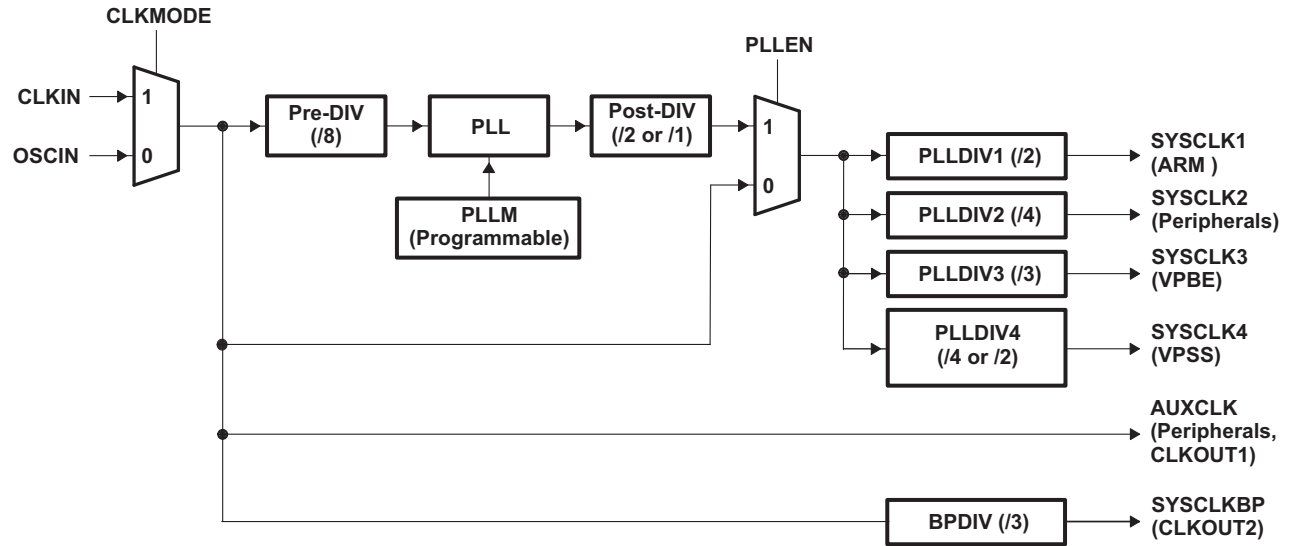 CLKMODE
CLKIN
OSCIN
1
0
Pre-DIV
(/8)
PLL
PLLM
(Programmable)
Post-DIV
(/2 or /1)
PLLEN
1
0
PLLDIV1 (/2)
SYSCLK1
(ARM )
PLLDIV2 (/4)
SYSCLK2
(Peripherals)
PLLDIV3 (/3)
SYSCLK3
(VPBE)
PLLDIV4
(/4 or /2)
SYSCLK4
(VPSS)
AUXCLK
(Peripherals,
CLKOUT1)
BPDIV (/3)
SYSCLKBP
(CLKOUT2)